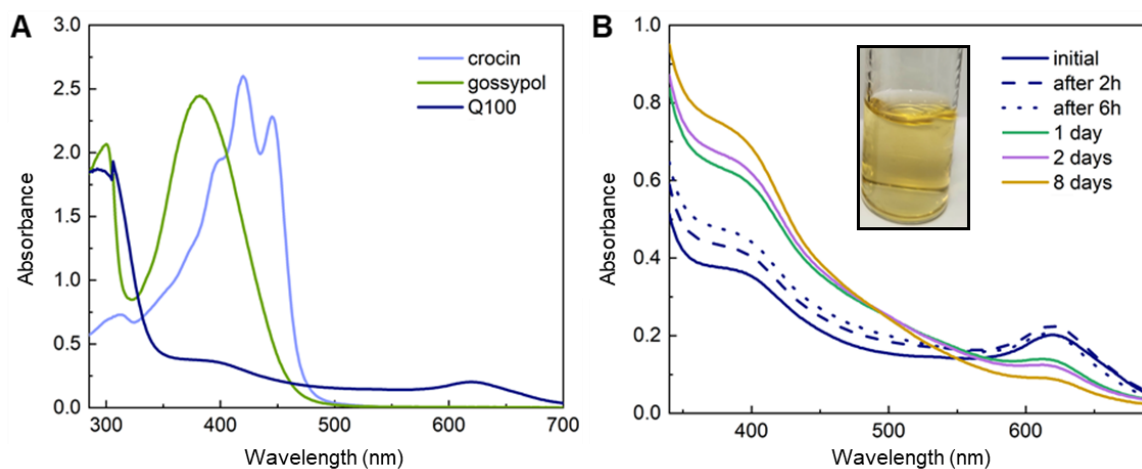 A
3.0
2.5
2.0
1.5
1.0
0.5
0.0
Absorbance
crocin
gossypol
Q100
300 400 500 600 700
Wavelength (nm)
B
1.0
0.8
0.6
0.4
0.2
0.0
Absorbance
initial
after 2h
after 6h
1 day
2 days
8 days
400 500 600
Wavelength (nm)